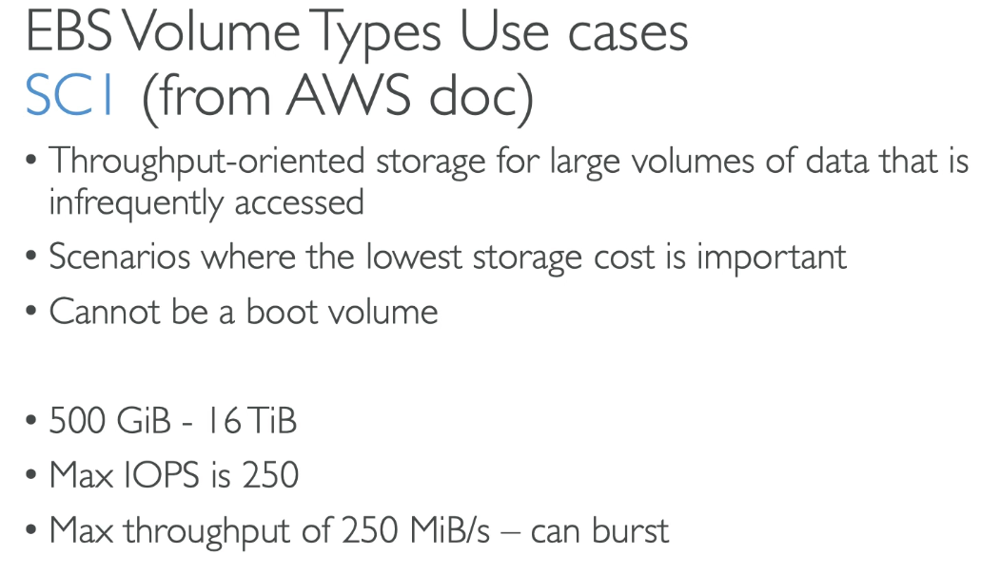 EBS Volume Types Use cases
SC1 (from AWS doc)
• Throughput-oriented storage for large volumes of data that is
infrequently accessed
• Scenarios where the lowest storage cost is important
• Cannot be a boot volume
• 500 GiB - 16 TiB
• Max IOPS is 250
• Max throughput of 250 MiB/s – can burst